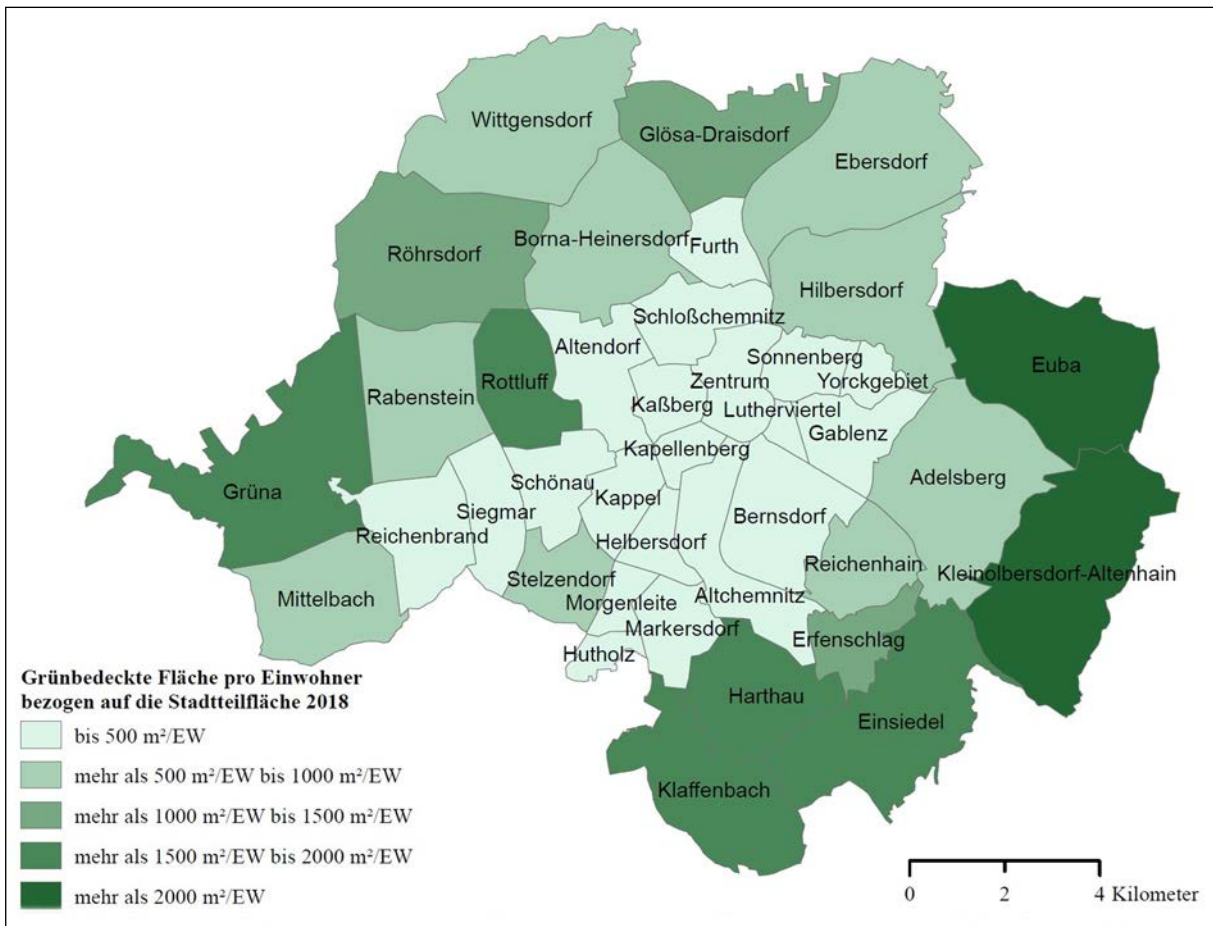 Wittgensdorf
Glösa-Draisdorf
Ebersdorf
Borna-Heinersdorf
Furth
Röhrsdorf
Hilbersdorf
Schloßchemnitz
Altendorf
Sonnenberg
Euba
Rottluff
Zentrum
Yorckgebiet
Rabenstein
Kaßberg
Lutherviertel
Gablenz
Kapellenberg
Adelsberg
Schönau
Grüna
Siegmar
Kappel
Bernsdorf
Reichenbrand
Helbersdorf
Reichenhain
Stelzendorf
Kleinolbersdorf-Altenhain
Mittelbach
Morgenleite
Altchemnitz
Markersdorf
Erfenschlag
Hutholz
Harthau
Einsiedel
Klaffenbach
Grünbedeckte Fläche pro Einwohner
bezogen auf die Stadtteilfläche 2018
bis 500 m²/EW
mehr als 500 m²/EW bis 1000 m²/EW
mehr als 1000 m²/EW bis 1500 m²/EW
mehr als 1500 m²/EW bis 2000 m²/EW
mehr als 2000 m²/EW
0 2 4 Kilometer